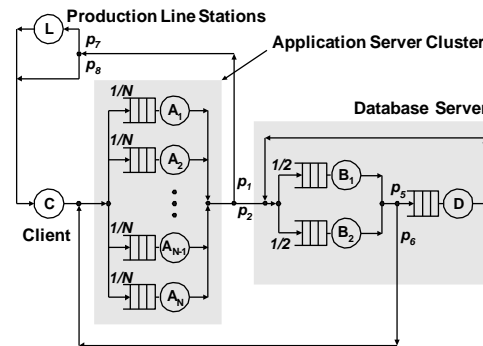 Production Line Stations
L
p7
p8
Application Server Cluster
1/N
A1
Database Server
1/N
A2
p1
p2
1/2
B1
p5
D
p6
C
Client
1/2
B2
1/N
AN-1
1/N
AN